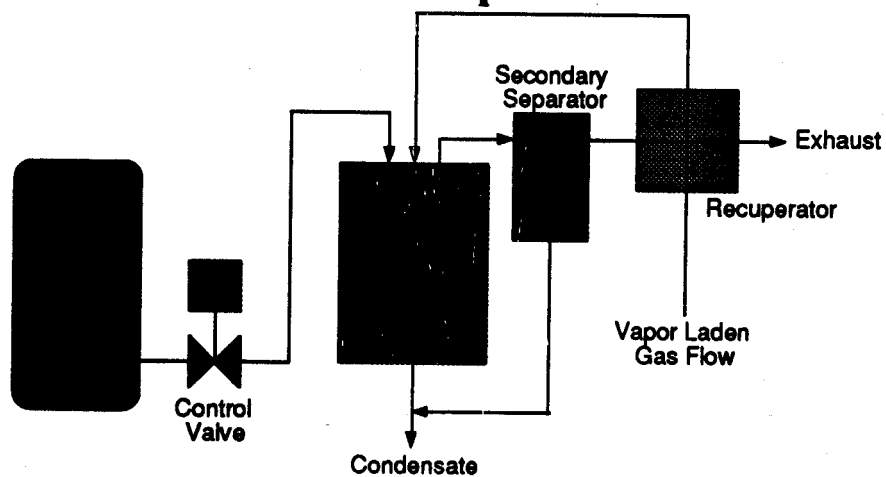 Secondary
Separator
Exhaust
Recuperator
Vapor Laden
Gas Flow
Control
Valve
Condensate